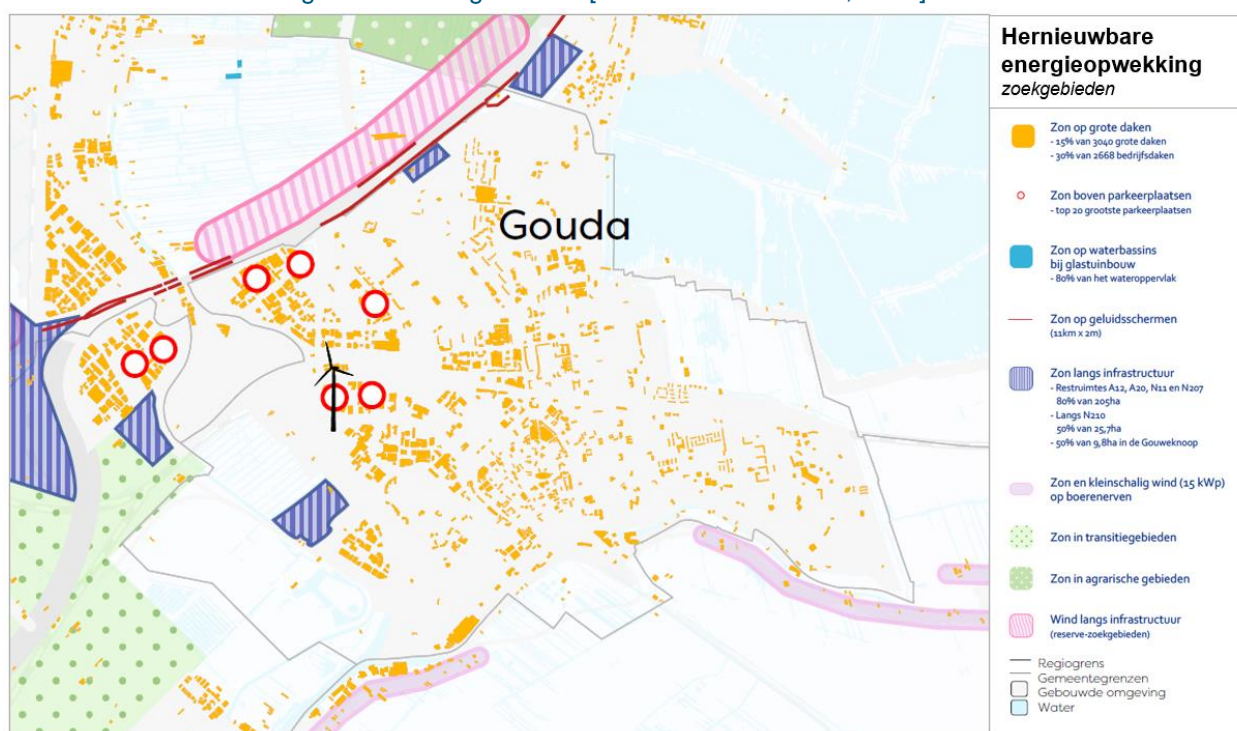 Gouda
Hernieuwbare
energieopwekking
zoekgebieden
Zon op grote daken
- 15% van 3040 grote daken
- 30% van 2668 bedrijfsdaken
Zon boven parkeerplaatsen
- top 20 grootste parkeerplaatsen
Zon op waterbassins
bij glastuinbouw
- 80% van het wateroppervlak
Zon op geluidsschermen
(11km x 2m)
Zon langs infrastructuur
- Restruimtes A12, A20, N11 en N207
80% van 205ha
- Langs N210
50% van 25,7ha
- 50% van 9,8ha in de Gouweknoop
Zon en kleinschalig wind (15 kWp)
op boerenerven
Zon in transitiegebieden
Zon in agrarische gebieden
Wind langs infrastructuur
(reserve-zoekgebieden)
Regiogrens
Gemeentegrenzen
Gebouwde omgeving
Water